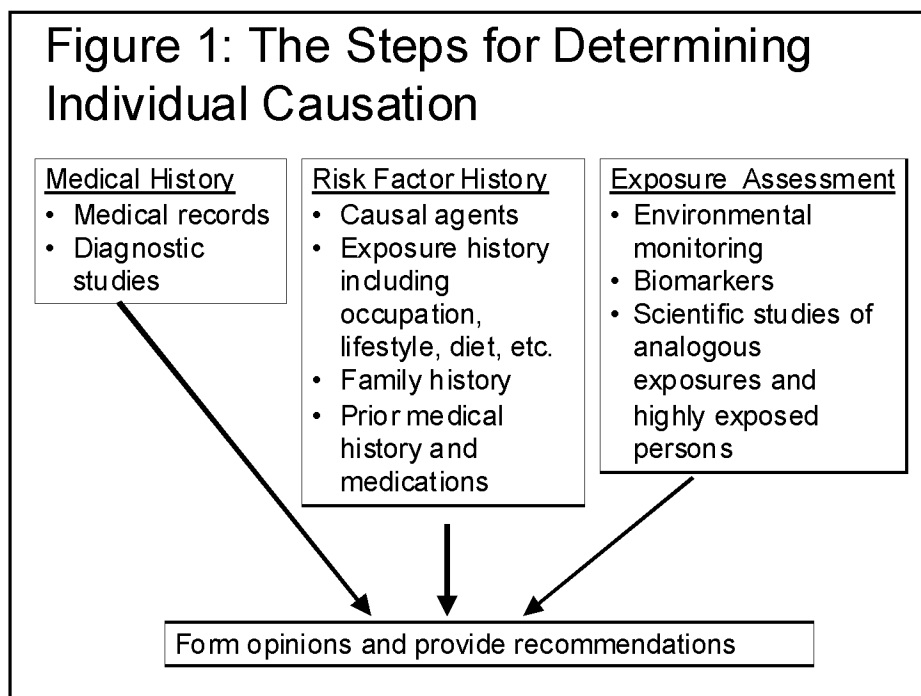 Figure 1: The Steps for Determining
Individual Causation
Medical History
• Medical records
• Diagnostic
studies
Risk Factor History
• Causal agents
• Exposure history
including
occupation,
lifestyle, diet, etc.
• Family history
• Prior medical
history and
medications
Exposure Assessment
• Environmental
monitoring
• Biomarkers
• Scientific studies of
analogous
exposures and
highly exposed
persons
Form opinions and provide recommendations